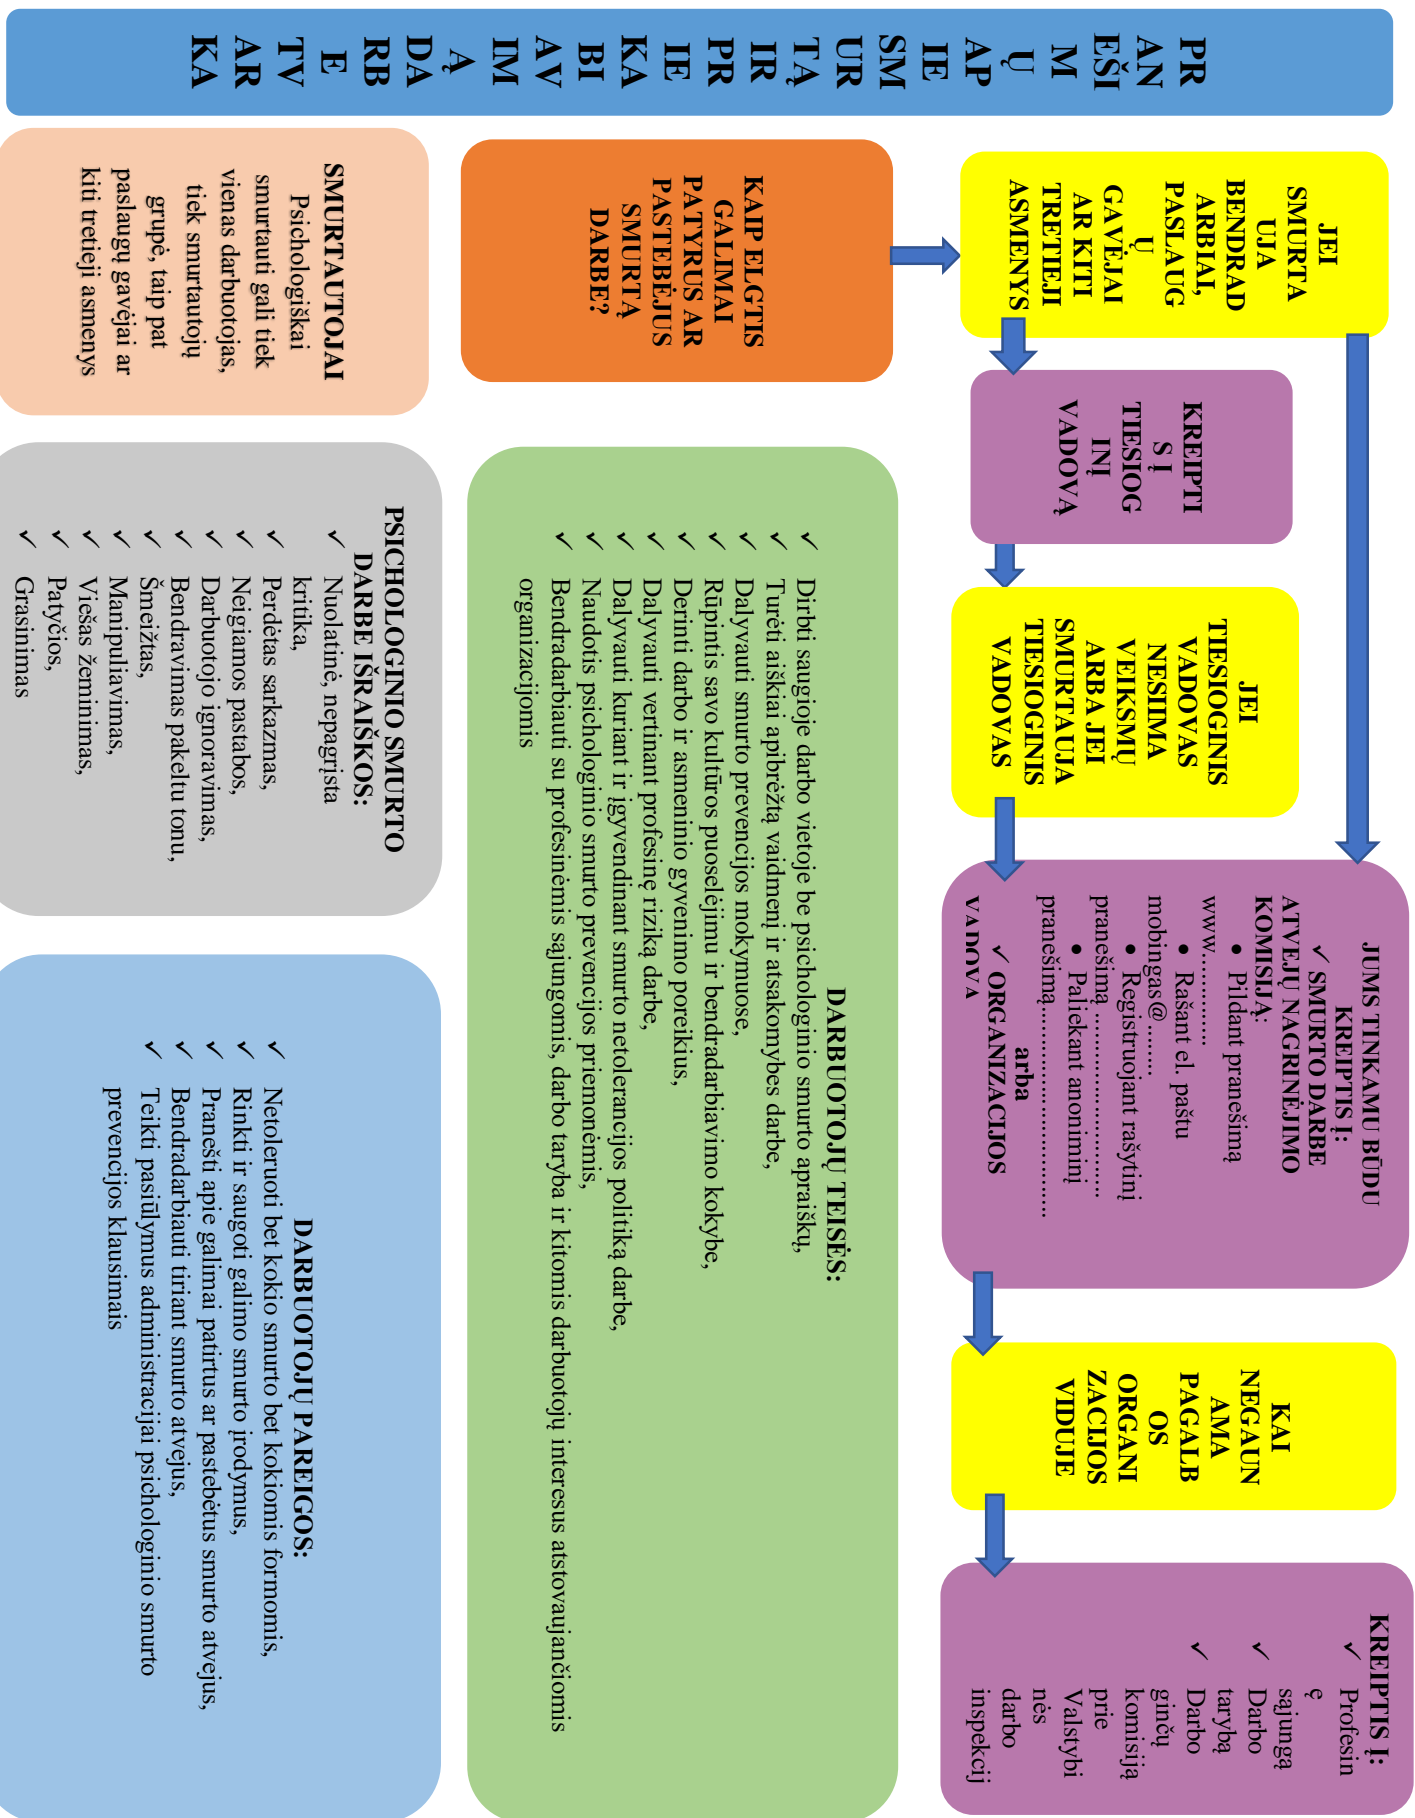 PR
AN
EŠI
M
Ų
AP
IE
SM
UR
TĄ
IR
PR
IE
KA
BI
AV
IM
Ą
DA
RB
E
TV
AR
KA
JEI
SMURTA
UJA
BENDRAD
ARBIAI,
PASLAUG
Ų
GAVĖJAI
AR KITI
TRETIEJI
ASMENYS
KREIPTI
S Į
TIESIOG
INĮ
VADOVĄ
JEI
TIESIOGINIS
VADOVAS
NESIIMA
VEIKSMŲ
ARBA JEI
SMURTAUJA
TIESIOGINIS
VADOVAS
JUMS TINKAMU BŪDU
KREIPTIS Į:
✓ SMURTO DARBE
ATVEJŲ NAGRINĖJIMO
KOMISIJĄ:
• Pildant pranešimą
www............
• Rašant el. paštu
mobingas@........
• Registruojant rašytinį
pranešimą ......................
• Paliekant anoniminį
pranešimą...............................
arba
✓ ORGANIZACIJOS
VADOVĄ
KAI
NEGAUN
AMA
PAGALB
OS
ORGANI
ZACIJOS
VIDUJE
KREIPTIS Į:
✓ Profesin
ę
sąjungą
✓ Darbo
tarybą
✓ Darbo
ginčų
komisiją
prie
Valstybi
nės
darbo
inspekcij
KAIP ELGTIS
GALIMAI
PATYRUS AR
PASTEBĖJUS
SMURTĄ
DARBE?
DARBUOTOJŲ TEISĖS:
✓ Dirbti saugioje darbo vietoje be psichologinio smurto apraiškų,
✓ Turėti aiškiai apibrėžtą vaidmenį ir atsakomybes darbe,
✓ Dalyvauti smurto prevencijos mokymuose,
✓ Rūpintis savo kultūros puoselėjimu ir bendradarbiavimo kokybe,
✓ Derinti darbo ir asmeninio gyvenimo poreikius,
✓ Dalyvauti vertinant profesinę riziką darbe,
✓ Dalyvauti kuriant ir įgyvendinant smurto netolerancijos politiką darbe,
✓ Naudotis psichologinio smurto prevencijos priemonėmis,
✓ Bendradarbiauti su profesinėmis sąjungomis, darbo taryba ir kitomis darbuotojų interesus atstovaujančiomis
organizacijomis
SMURTAUTOJAI
Psichologiškai
smurtauti gali tiek
vienas darbuotojas,
tiek smurtautojų
grupė, taip pat
paslaugų gavėjai ar
kiti tretieji asmenys
PSICHOLOGINIO SMURTO
DARBE IŠRAIŠKOS:
✓ Nuolatinė, nepagrįsta
kritika,
✓ Perdėtas sarkazmas,
✓ Neigiamos pastabos,
✓ Darbuotojo ignoravimas,
✓ Bendravimas pakeltu tonu,
✓ Šmeižtas,
✓ Manipuliavimas,
✓ Viešas žeminimas,
✓ Patyčios,
✓ Grasinimas
DARBUOTOJŲ PAREIGOS:
✓ Netoleruoti bet kokio smurto bet kokiomis formomis,
✓ Rinkti ir saugoti galimo smurto įrodymus,
✓ Pranešti apie galimai patirtus ar pastebėtus smurto atvejus,
✓ Bendradarbiauti tiriant smurto atvejus,
✓ Teikti pasiūlymus administracijai psichologinio smurto
prevencijos klausimais